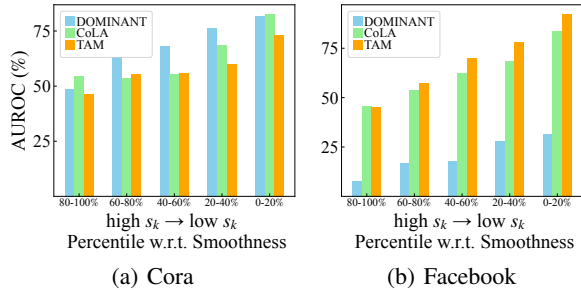 AUROC (%)
75
50
25
DOMINANT
CoLA
TAM
80-100% 60-80% 40-60% 20-40% 0-20%
high s_k → low s_k
Percentile w.r.t. Smoothness
(a) Cora
75
50
25
DOMINANT
CoLA
TAM
80-100% 60-80% 40-60% 20-40% 0-20%
high s_k → low s_k
Percentile w.r.t. Smoothness
(b) Facebook